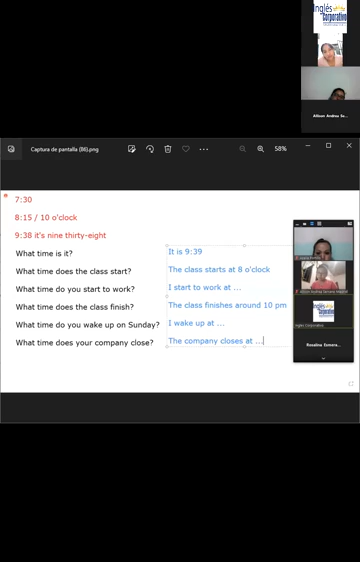 Inglés
Corporativo
Allison Andrea Se...
Captura de pantalla (86).png
58%
7:30
8:15 / 10 o'clock
9:38 it's nine thirty-eight
What time is it?
It is 9:39
What time does the class start?
The class starts at 8 o'clock
What time do you start to work?
I start to work at ...
What time does the class finish?
The class finishes around 10 pm
What time do you wake up on Sunday?
I wake up at ...
What time does your company close?
The company closes at ...
Inglés
Corporativo
Inglés Corporativo
Rosalina Esmera...